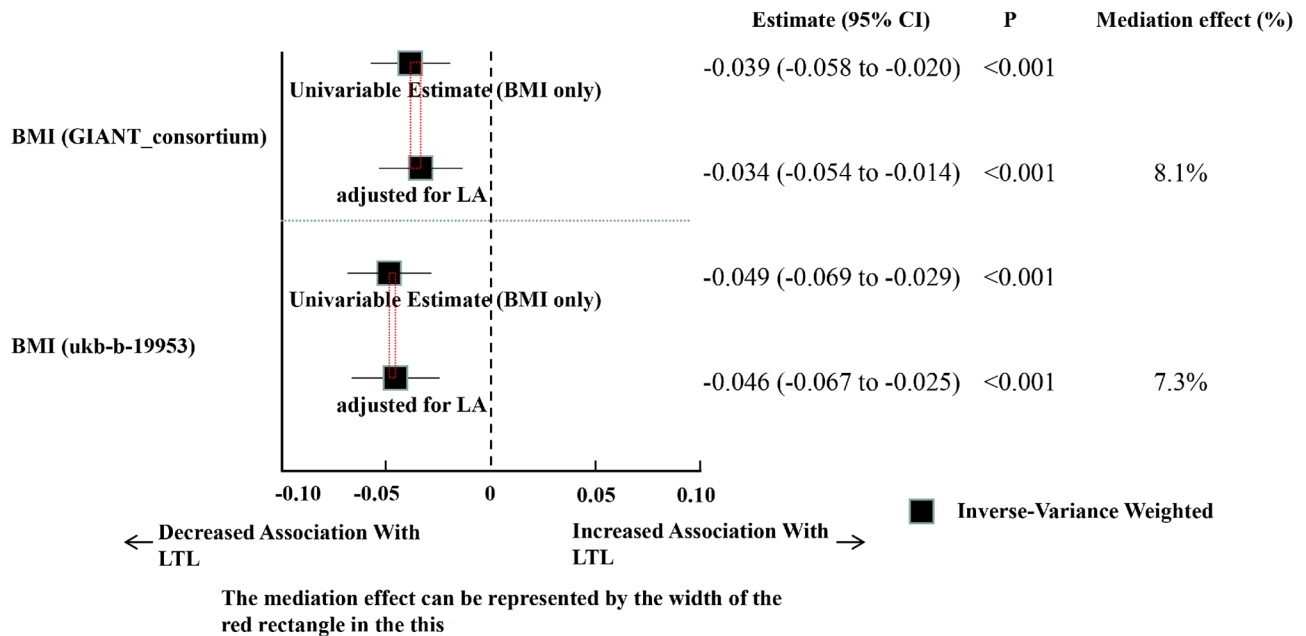 Estimate (95% CI) P Mediation effect (%)
-0.039 (-0.058 to -0.020) <0.001
Univariable Estimate (BMI only)
BMI (GIANT_consortium)
-0.034 (-0.054 to -0.014) <0.001 8.1%
adjusted for LA
-0.049 (-0.069 to -0.029) <0.001
Univariable Estimate (BMI only)
BMI (ukb-b-19953)
-0.046 (-0.067 to -0.025) <0.001 7.3%
adjusted for LA
-0.10 -0.05 0 0.05 0.10
Inverse-Variance Weighted
Decreased Association With
LTL
Increased Association With
LTL
The mediation effect can be represented by the width of the
red rectangle in the this